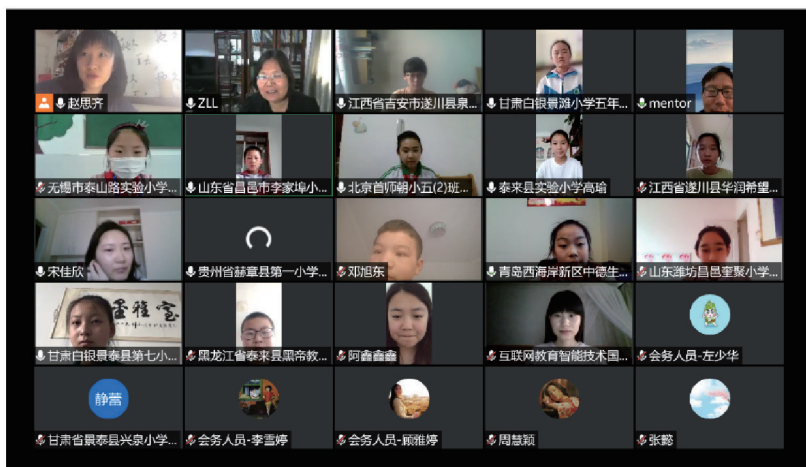 赵思齐
ZLL
江西省吉安市遂川县泉...
甘肃白银景滩小学五年...
mentor
无锡市泰山路实验小学...
山东省昌邑市李家埠小...
北京首师朝小五(2)班...
泰来县实验小学高瑜
江西省遂川县华润希望...
宋佳欣
贵州省赫章县第一小学...
邓旭东
青岛西海岸新区中德生...
山东潍坊昌邑奎聚小学...
室雅墨
甘肃白银景泰县第七小...
黑龙江省泰来县黑帝教...
阿鑫鑫鑫
互联网教育智能技术国...
会务人员-左少华
静蕓
甘肃省景泰县兴泉小学...
会务人员-李雪婷
会务人员-顾雅婷
周慧颖
张懿